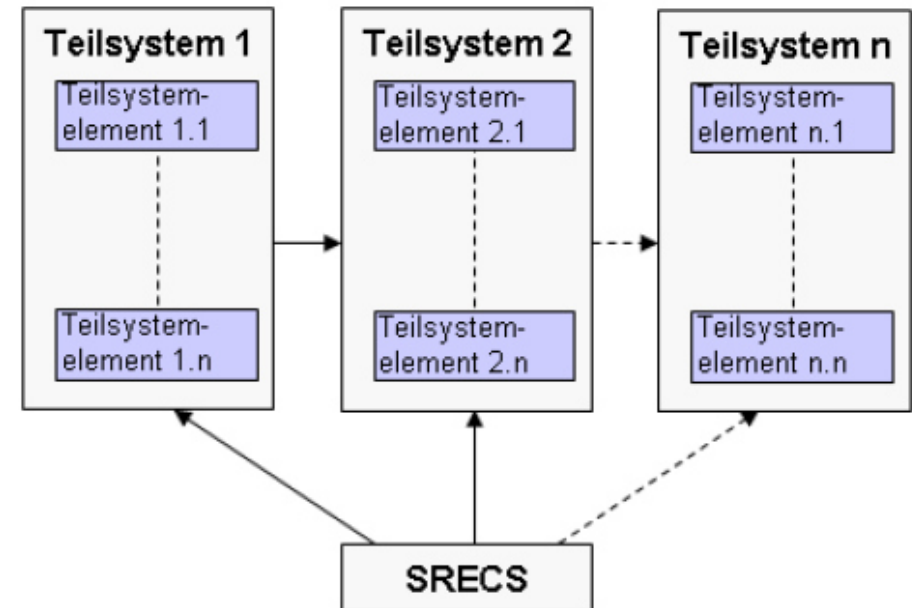 Teilsystem 1
Teilsystem-
element 1.1
Teilsystem-
element 1.n
Teilsystem 2
Teilsystem-
element 2.1
Teilsystem-
element 2.n
Teilsystem n
Teilsystem-
element n.1
Teilsystem-
element n.n
SRECS